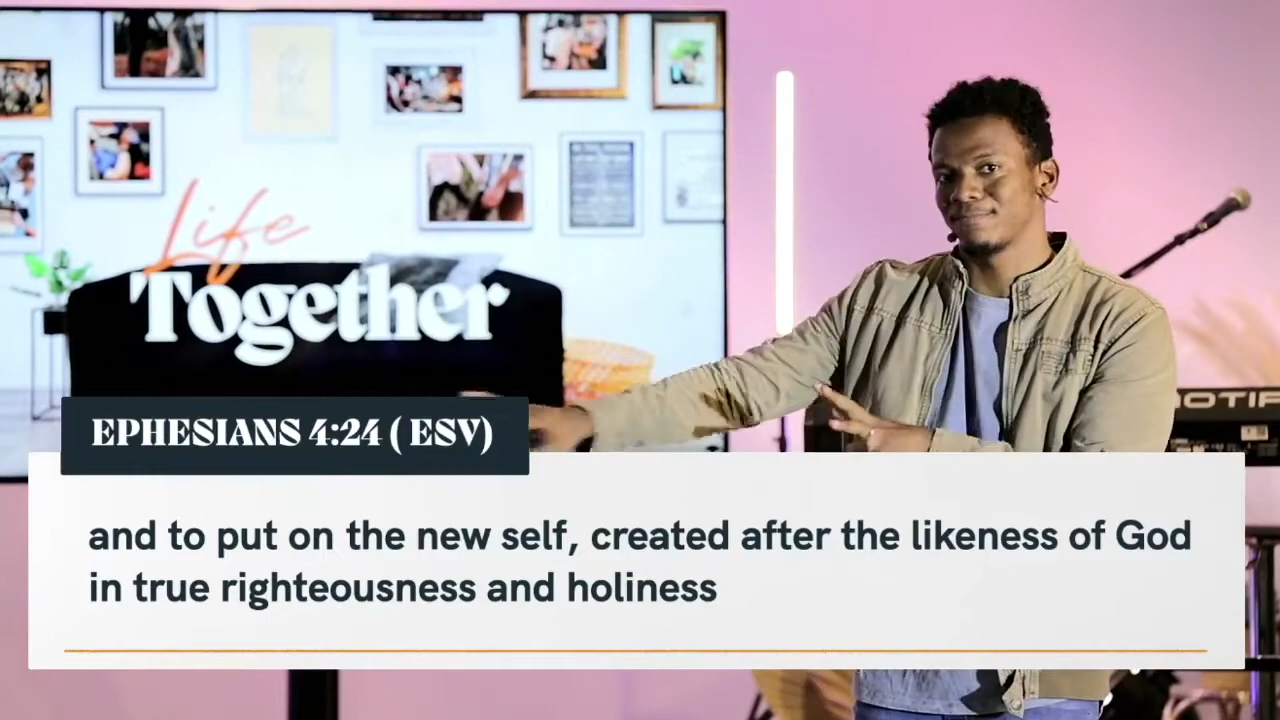 Life
Together
OTIF
EPHESIANS 4:24 ( ESV)
and to put on the new self, created after the likeness of God
in true righteousness and holiness